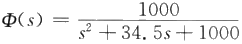 Φ(s) = 1000 / (s² + 34.5s + 1000)